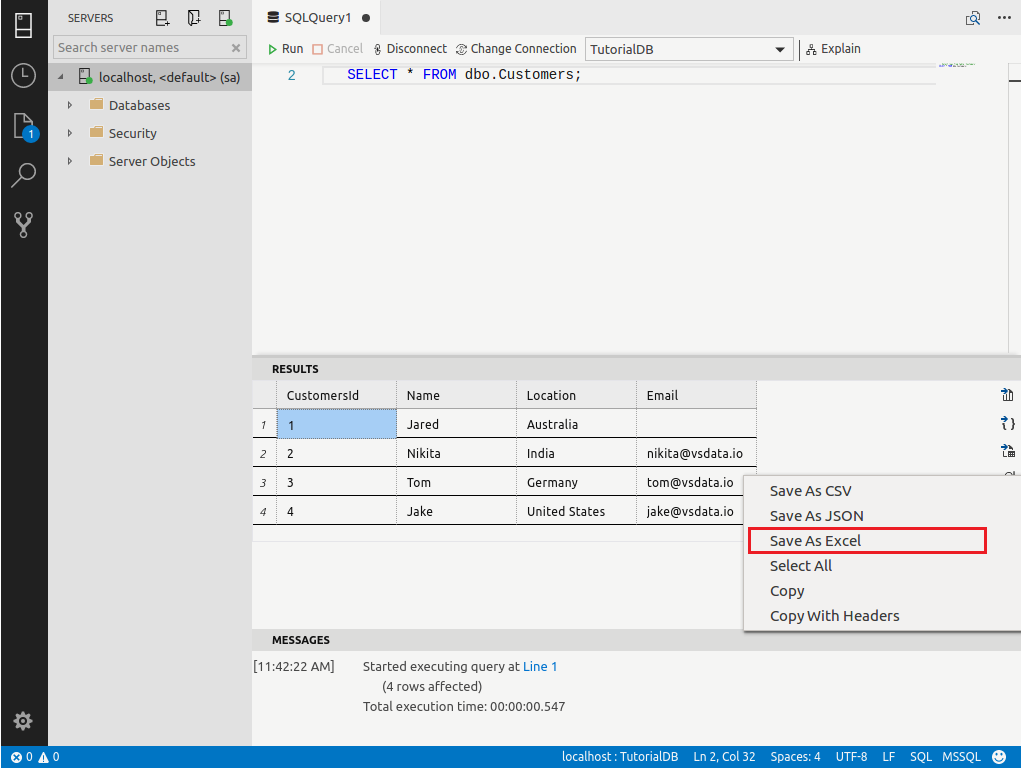 SERVERS
SQLQuery1
Search server names
Run
Cancel
Disconnect
Change Connection
TutorialDB
Explain
localhost, <default> (sa)
Databases
Security
Server Objects
1
2 SELECT * FROM dbo.Customers;
RESULTS
CustomersId Name Location Email
1 1 Jared Australia
2 2 Nikita India nikita@vsdata.io
3 3 Tom Germany tom@vsdata.io
4 4 Jake United States jake@vsdata.io
Save As CSV
Save As JSON
Save As Excel
Select All
Copy
Copy With Headers
MESSAGES
[11:42:22 AM] Started executing query at Line 1
(4 rows affected)
Total execution time: 00:00:00.547
0 0 localhost : TutorialDB Ln 2, Col 32 Spaces: 4 UTF-8 LF SQL MSSQL